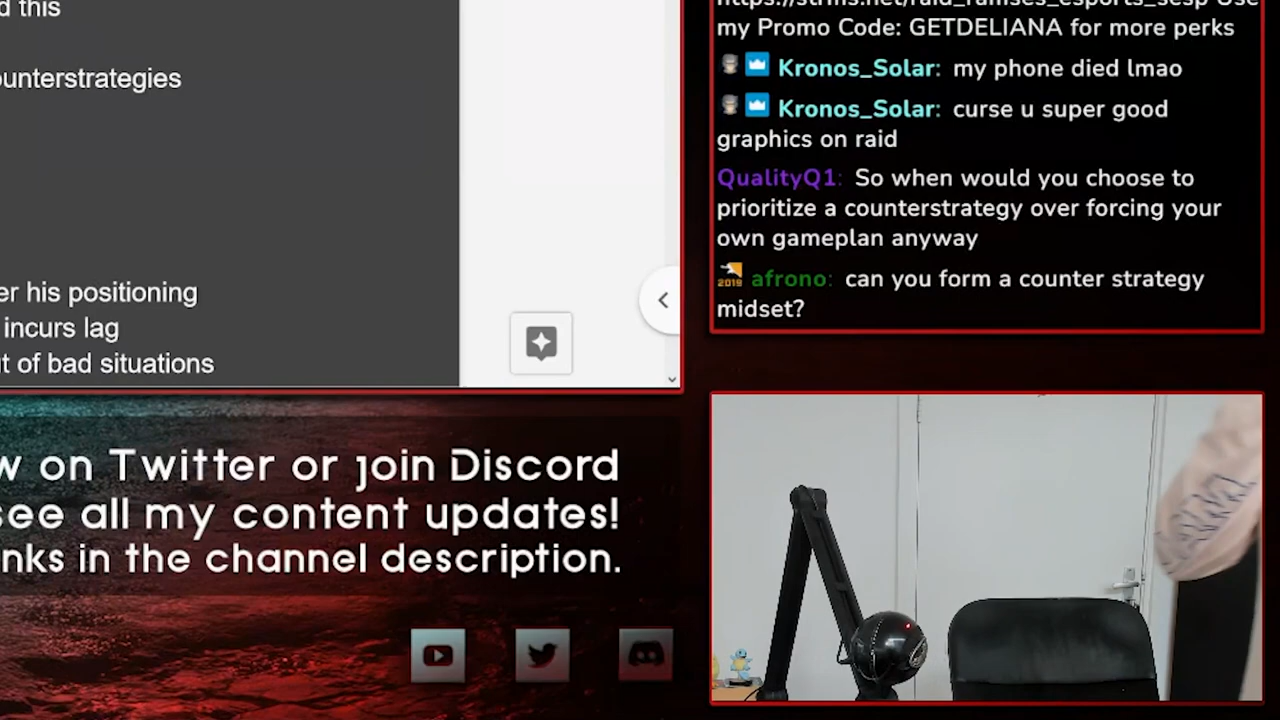 d this
ounterstrategies
er his positioning
incurs lag
t of bad situations
my Promo Code: GETDELIANA for more perks
Kronos_Solar: my phone died lmao
Kronos_Solar: curse u super good
graphics on raid
QualityQ1: So when would you choose to
prioritize a counterstrategy over forcing your
own gameplan anyway
2019 afrono: can you form a counter strategy
midset?
w on Twitter or join Discord
see all my content updates!
nks in the channel description.